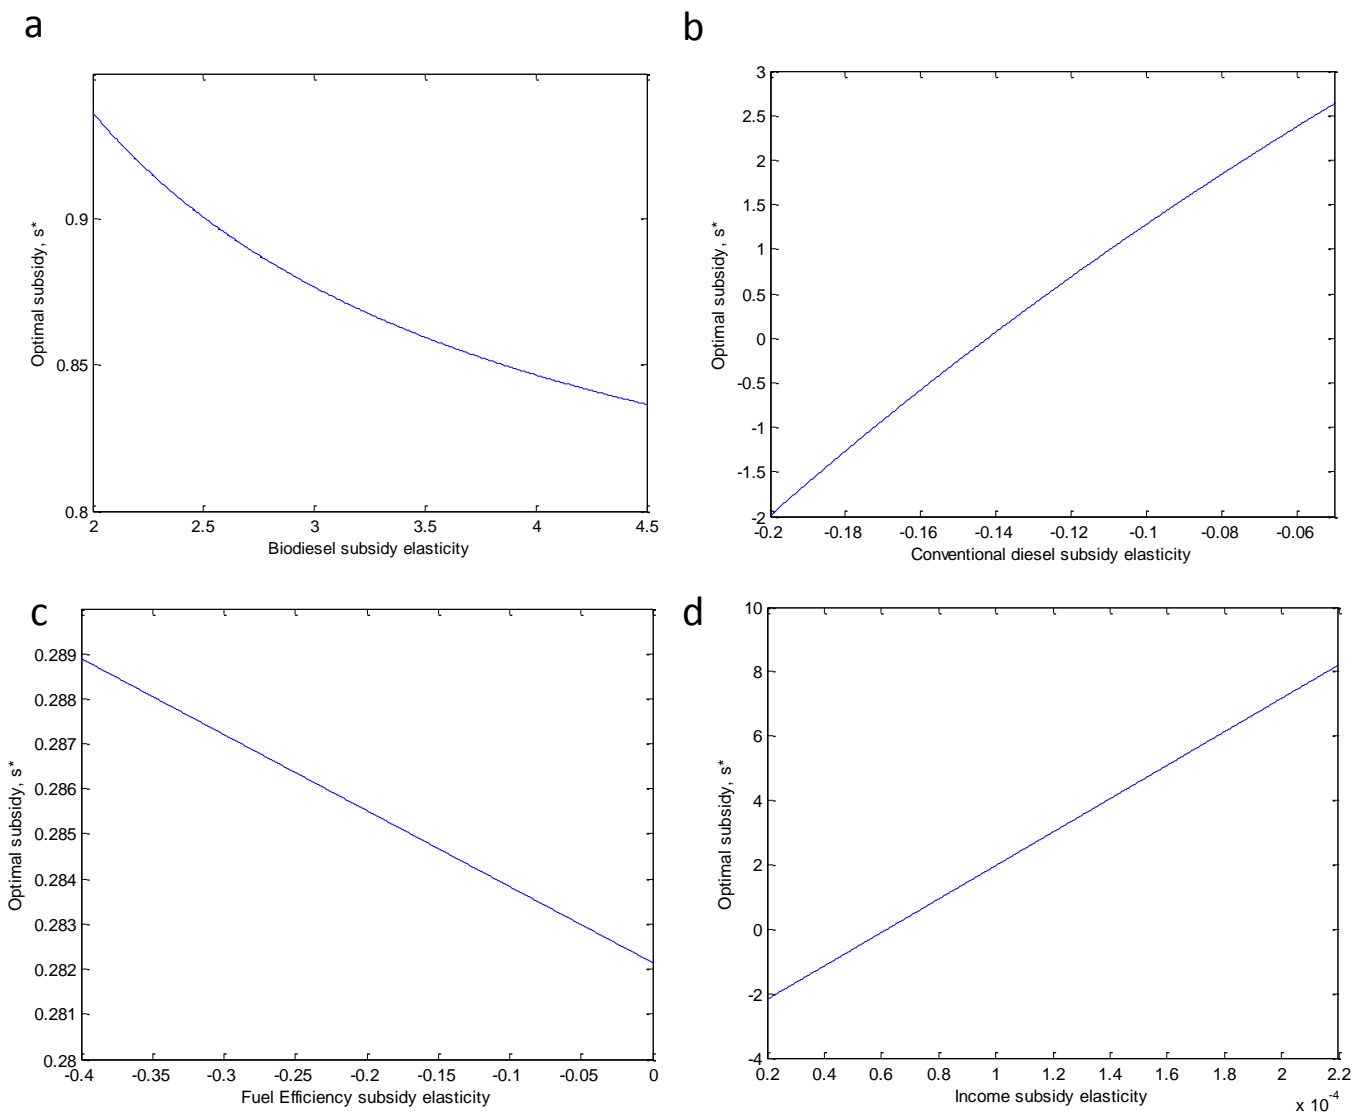 a
0.9
0.85
0.8
Optimal subsidy, s*
2 2.5 3 3.5 4 4.5
Biodiesel subsidy elasticity
b
3
2.5
2
1.5
1
0.5
0
-0.5
-1
-1.5
-2
Optimal subsidy, s*
-0.2 -0.18 -0.16 -0.14 -0.12 -0.1 -0.08 -0.06
Conventional diesel subsidy elasticity
c
0.289
0.288
0.287
0.286
0.285
0.284
0.283
0.282
0.281
0.28
Optimal subsidy, s*
-0.4 -0.35 -0.3 -0.25 -0.2 -0.15 -0.1 -0.05 0
Fuel Efficiency subsidy elasticity
d
10
8
6
4
2
0
-2
-4
Optimal subsidy, s*
0.2 0.4 0.6 0.8 1 1.2 1.4 1.6 1.8 2 2.2
Income subsidy elasticity
x 10⁻⁴